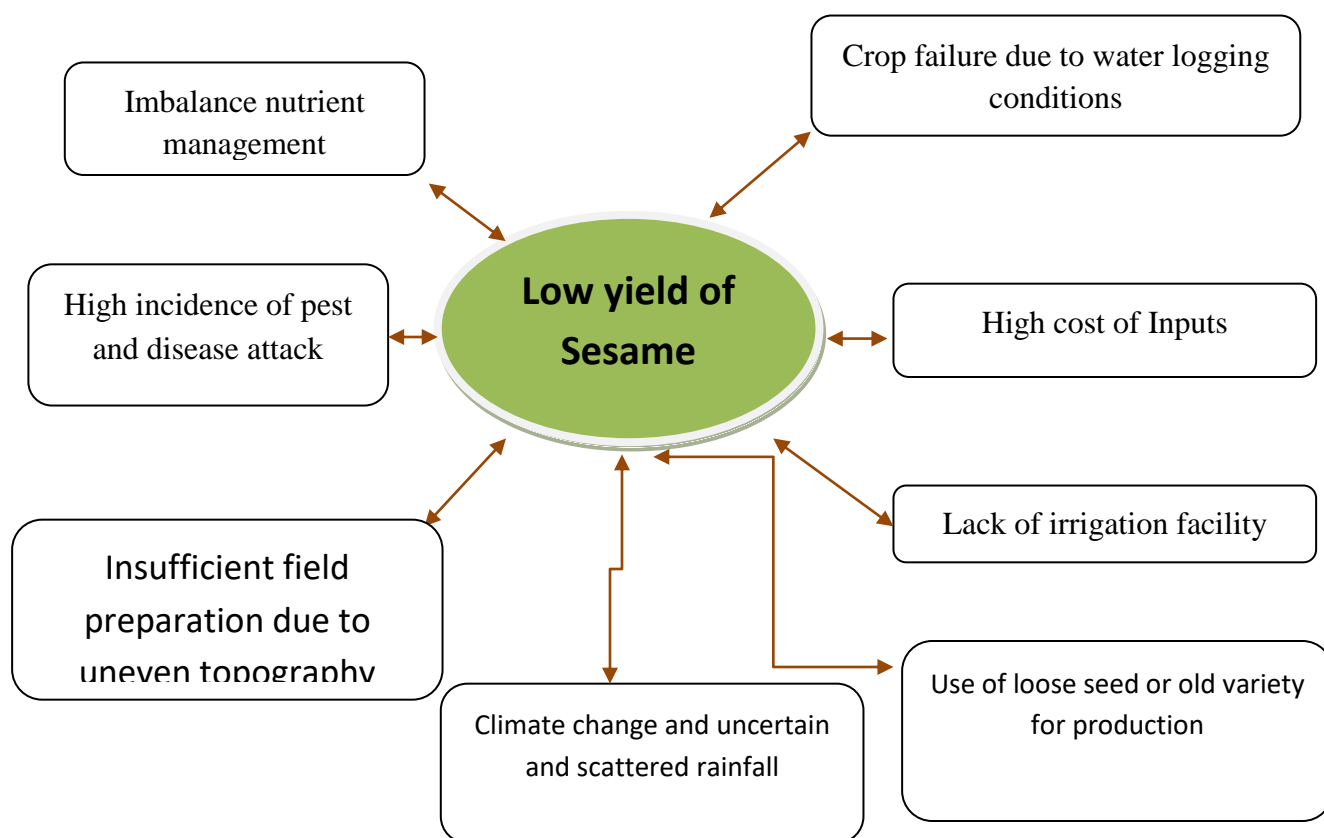 Imbalance nutrient
management
Crop failure due to water logging
conditions
Low yield of
Sesame
High incidence of pest
and disease attack
High cost of Inputs
Lack of irrigation facility
Insufficient field
preparation due to
uneven topography
Climate change and uncertain
and scattered rainfall
Use of loose seed or old variety
for production